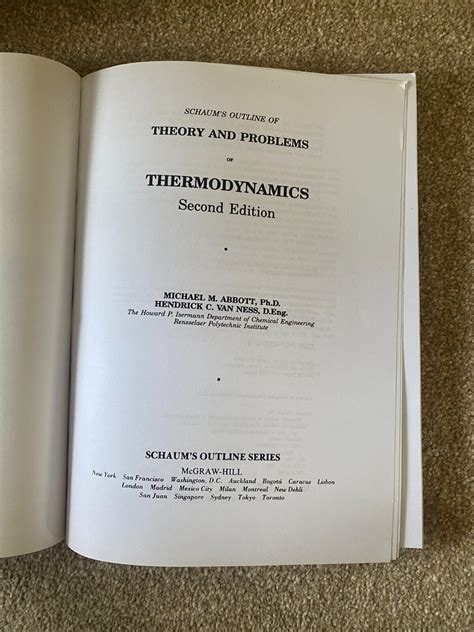 SCHAUM'S OUTLINE OF
THEORY AND PROBLEMS
OF
THERMODYNAMICS
Second Edition
MICHAEL M. ABBOTT, Ph.D.
HENDRICK C. VAN NESS, D.Eng.
The Howard P. Isermann Department of Chemical Engineering
Rensselaer Polytechnic Institute
SCHAUM'S OUTLINE SERIES
McGRAW-HILL
New York San Francisco Washington, D.C. Auckland Bogotá Caracus Lisbon
London Madrid Mexico City Milan Montreal New Dehli
San Juan Singapore Sydney Tokyo Toronto